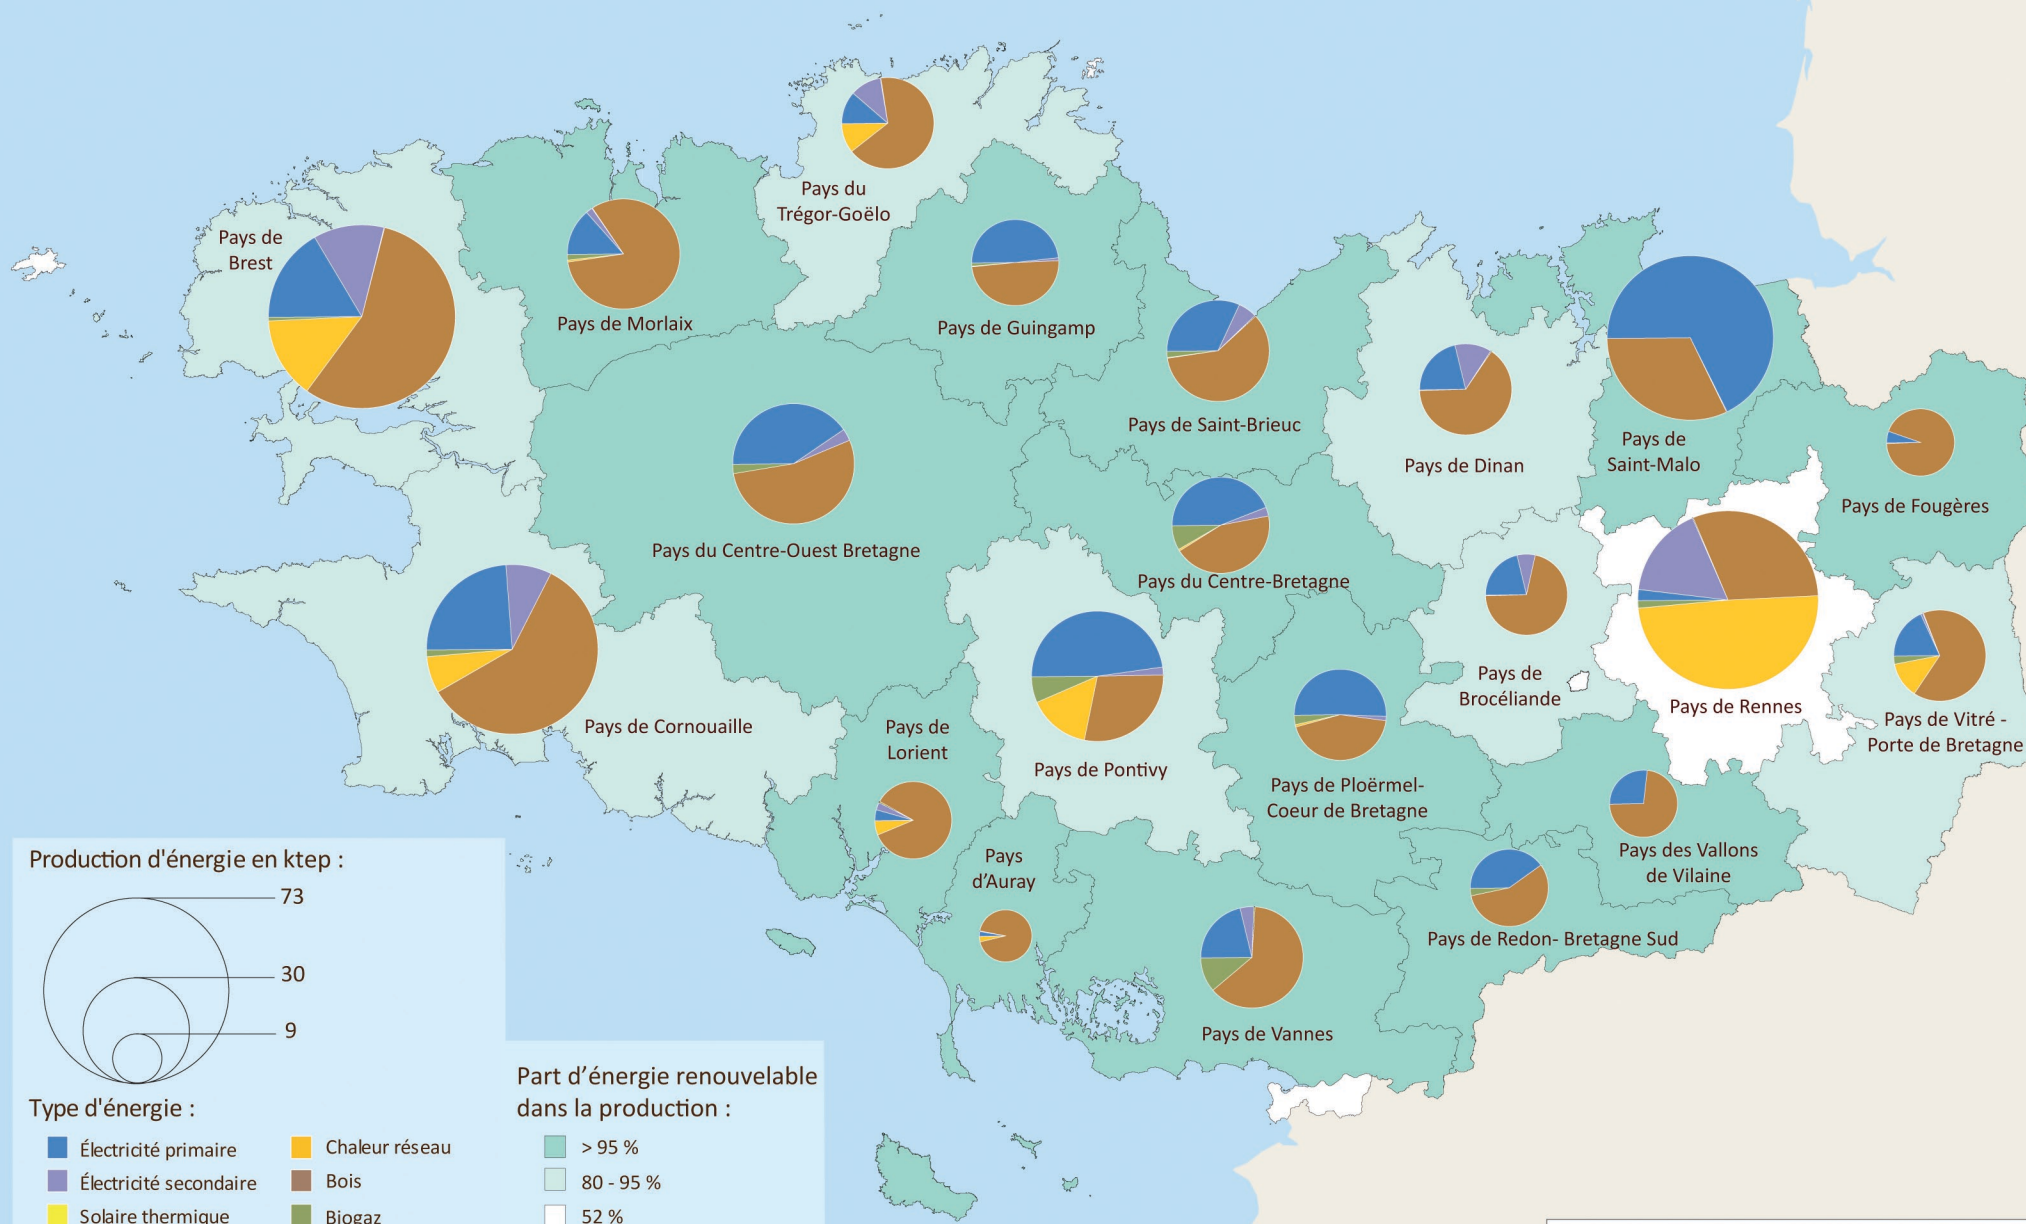 Pays du
Trégor-Goëlo
Pays de
Brest
Pays de Morlaix
Pays de Guingamp
Pays de Saint-Brieuc
Pays de Dinan
Pays de
Saint-Malo
Pays de Fougères
Pays du Centre-Ouest Bretagne
Pays du Centre-Bretagne
Pays de
Brocéliande
Pays de Rennes
Pays de Vitré -
Porte de Bretagne
Pays de Cornouaille
Pays de
Lorient
Pays de Pontivy
Pays de Ploërmel-
Coeur de Bretagne
Pays des Vallons
de Vilaine
Pays
d’Auray
Pays de Redon- Bretagne Sud
Pays de Vannes
Production d'énergie en ktep :
73
30
9
Type d'énergie :
Électricité primaire
Électricité secondaire
Solaire thermique
Chaleur réseau
Bois
Biogaz
Part d’énergie renouvelable
dans la production :
> 95 %
80 - 95 %
52 %